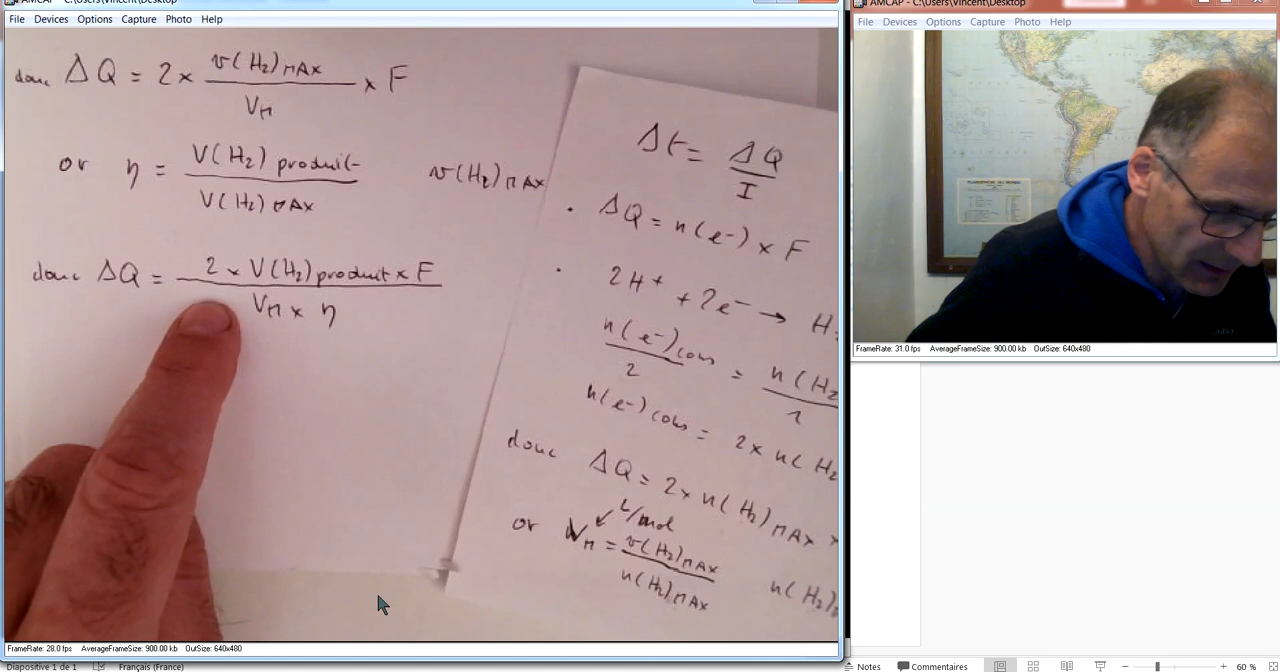 AMCAP - C:\Users\Vincent\Desktop
File Devices Options Capture Photo Help
donc ΔQ = 2 × v(H₂)MAX / VM × F
or η = V(H₂) produit / V(H₂) MAX
v(H₂) MAX
donc ΔQ = 2 × V(H₂) produit × F / VM × η
Δt = ΔQ / I
• ΔQ = n(e⁻) × F
• 2H⁺ + 2e⁻ → H
n(e⁻)cons / 2 = n(H₂ / 1
n(e⁻)cons = 2 × n(H₂
donc ΔQ = 2 × n(H₂)MAX ×
L/mol
or VM = v(H₂)MAX / n(H₂)MAX
n(H₂)
FrameRate: 28.0 fps AverageFrameSize: 900.00 kb OutSize: 640x480
AMCAP - C:\Users\Vincent\Desktop
File Devices Options Capture Photo Help
FrameRate: 31.0 fps AverageFrameSize: 900.00 kb OutSize: 640x480
Diapositive 1 de 1 Français (France) Notes Commentaires 60 %